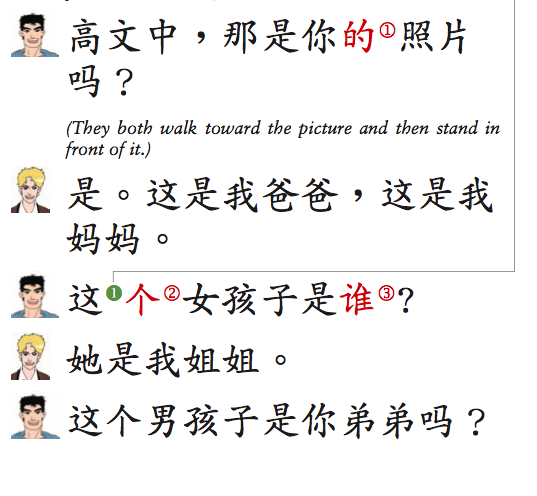 高文中，那是你的①照片
吗？
(They both walk toward the picture and then stand in
front of it.)
是。这是我爸爸，这是我
妈妈。
这❶个②女孩子是谁③?
她是我姐姐。
这个男孩子是你弟弟吗？